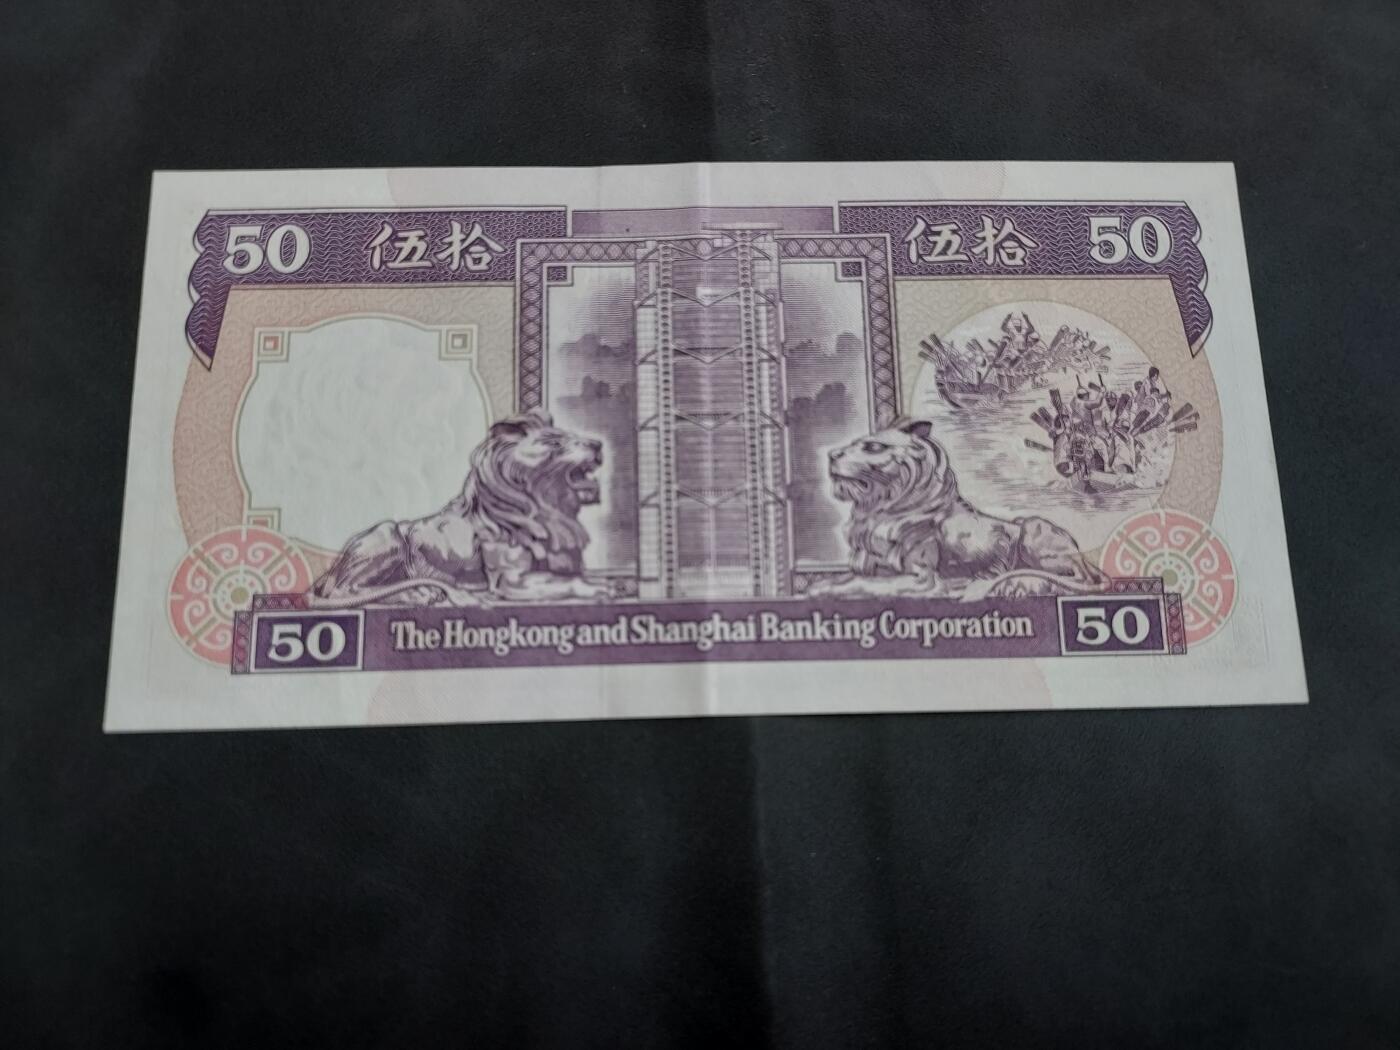 50 伍拾 伍拾 50
50 The Hongkong and Shanghai Banking Corporation 50